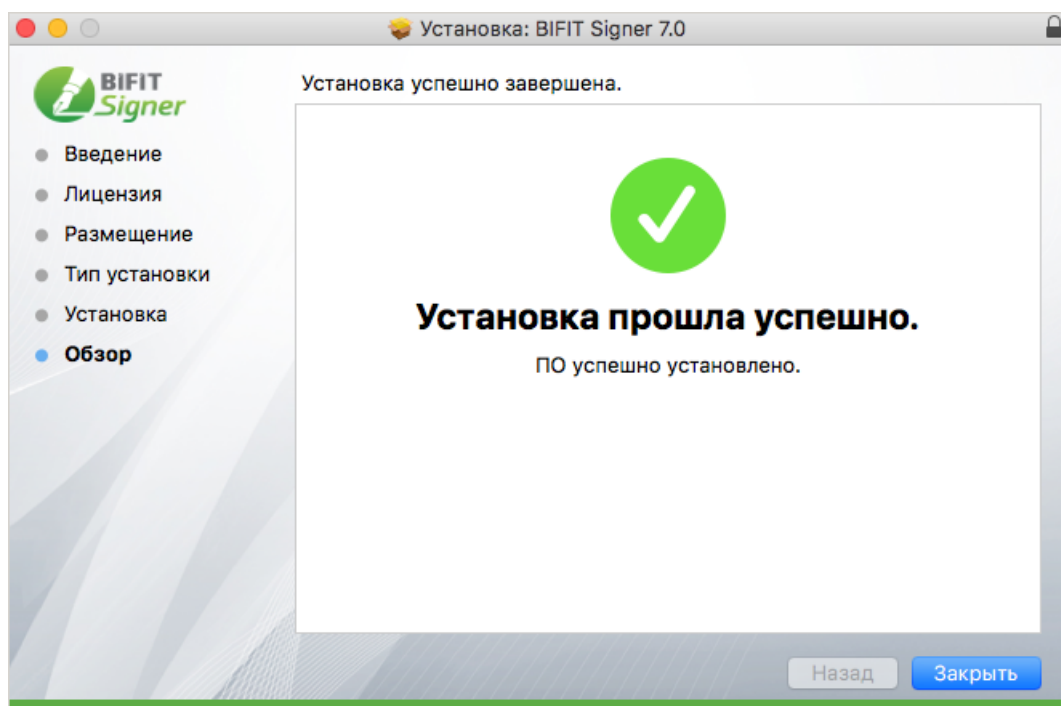 Установка: BIFIT Signer 7.0
BIFIT
Signer
Установка успешно завершена.
Введение
Лицензия
Размещение
Тип установки
Установка
Обзор
Установка прошла успешно.
ПО успешно установлено.
Назад
Закрыть